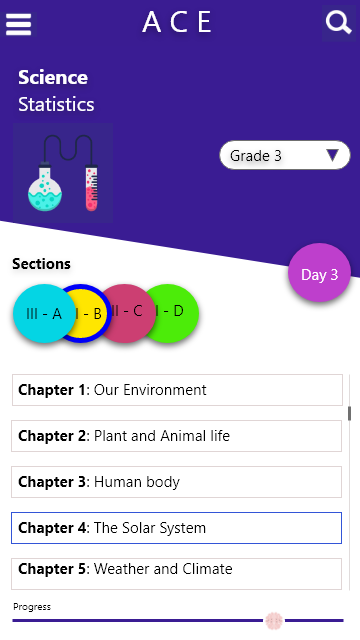 A C E
Science
Statistics
Grade 3
Sections
Day 3
III - A
I - B
II - C
I - D
Chapter 1: Our Environment
Chapter 2: Plant and Animal life
Chapter 3: Human body
Chapter 4: The Solar System
Chapter 5: Weather and Climate
Progress